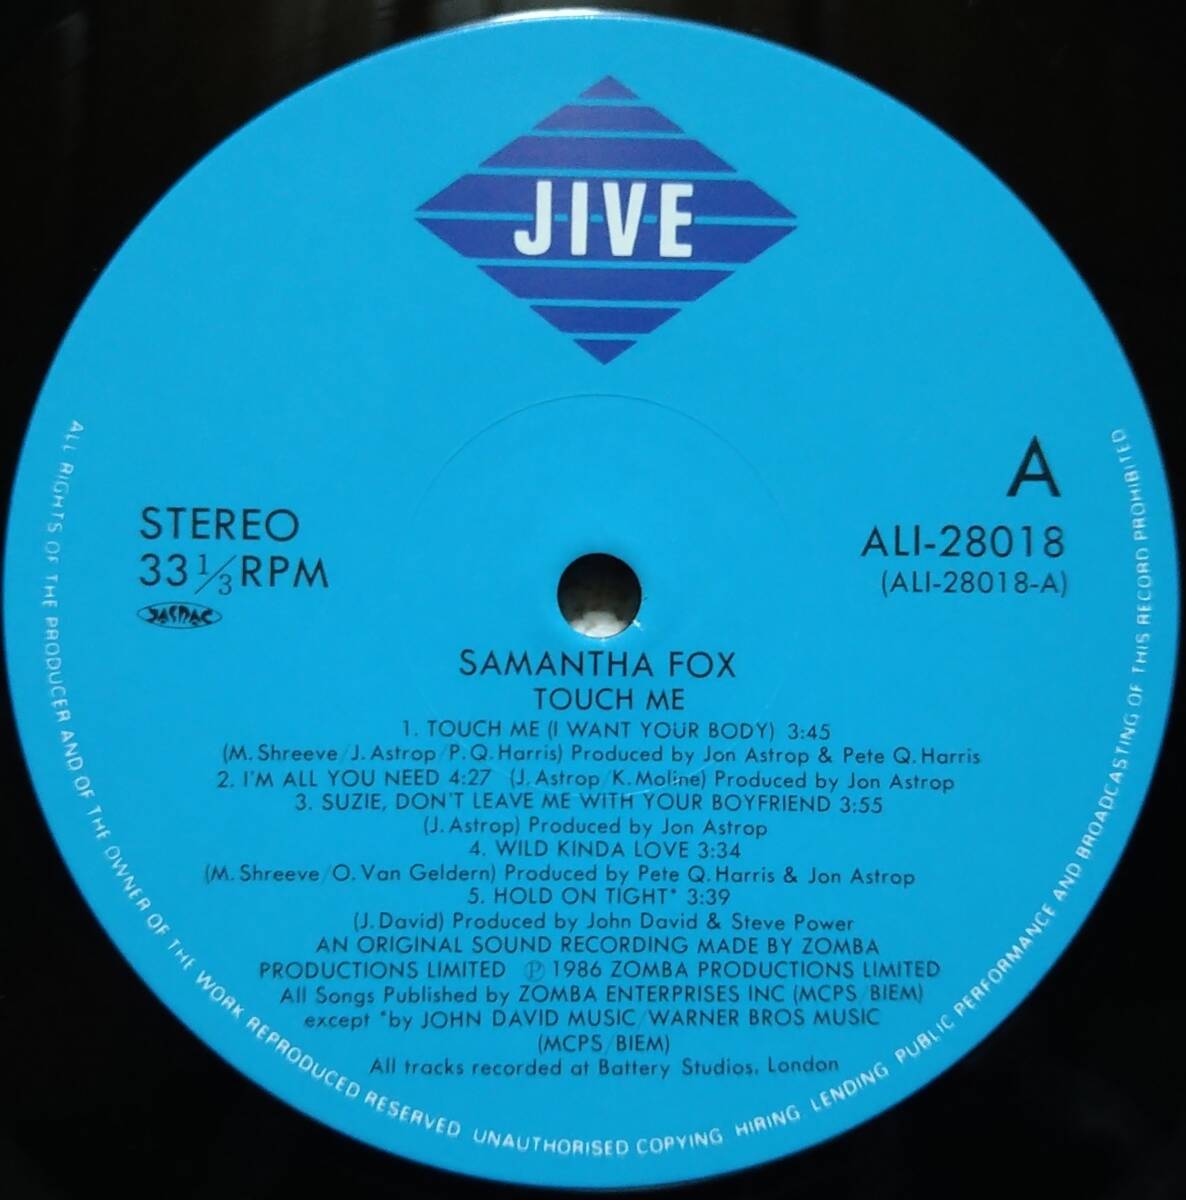 JIVE
A
STEREO
33 1/3 RPM
JASRAC
ALI-28018
(ALI-28018-A)
SAMANTHA FOX
TOUCH ME
1. TOUCH ME (I WANT YOUR BODY) 3:45
(M. Shreeve/J. Astrop/P. Q. Harris) Produced by Jon Astrop & Pete Q. Harris
2. I'M ALL YOU NEED 4:27 (J. Astrop/K. Moline) Produced by Jon Astrop
3. SUZIE, DON'T LEAVE ME WITH YOUR BOYFRIEND 3:55
(J. Astrop) Produced by Jon Astrop
4. WILD KINDA LOVE 3:34
(M. Shreeve/O. Van Geldern) Produced by Pete Q. Harris & Jon Astrop
5. HOLD ON TIGHT* 3:39
(J. David) Produced by John David & Steve Power
AN ORIGINAL SOUND RECORDING MADE BY ZOMBA
PRODUCTIONS LIMITED ℗ 1986 ZOMBA PRODUCTIONS LIMITED
All Songs Published by ZOMBA ENTERPRISES INC (MCPS/BIEM)
except *by JOHN DAVID MUSIC/WARNER BROS MUSIC
(MCPS/BIEM)
All tracks recorded at Battery Studios, London
ALL RIGHTS OF THE PRODUCER AND OF THE OWNER OF THE WORK REPRODUCED RESERVED UNAUTHORISED COPYING HIRING LENDING PUBLIC PERFORMANCE AND BROADCASTING OF THIS RECORD PROHIBITED